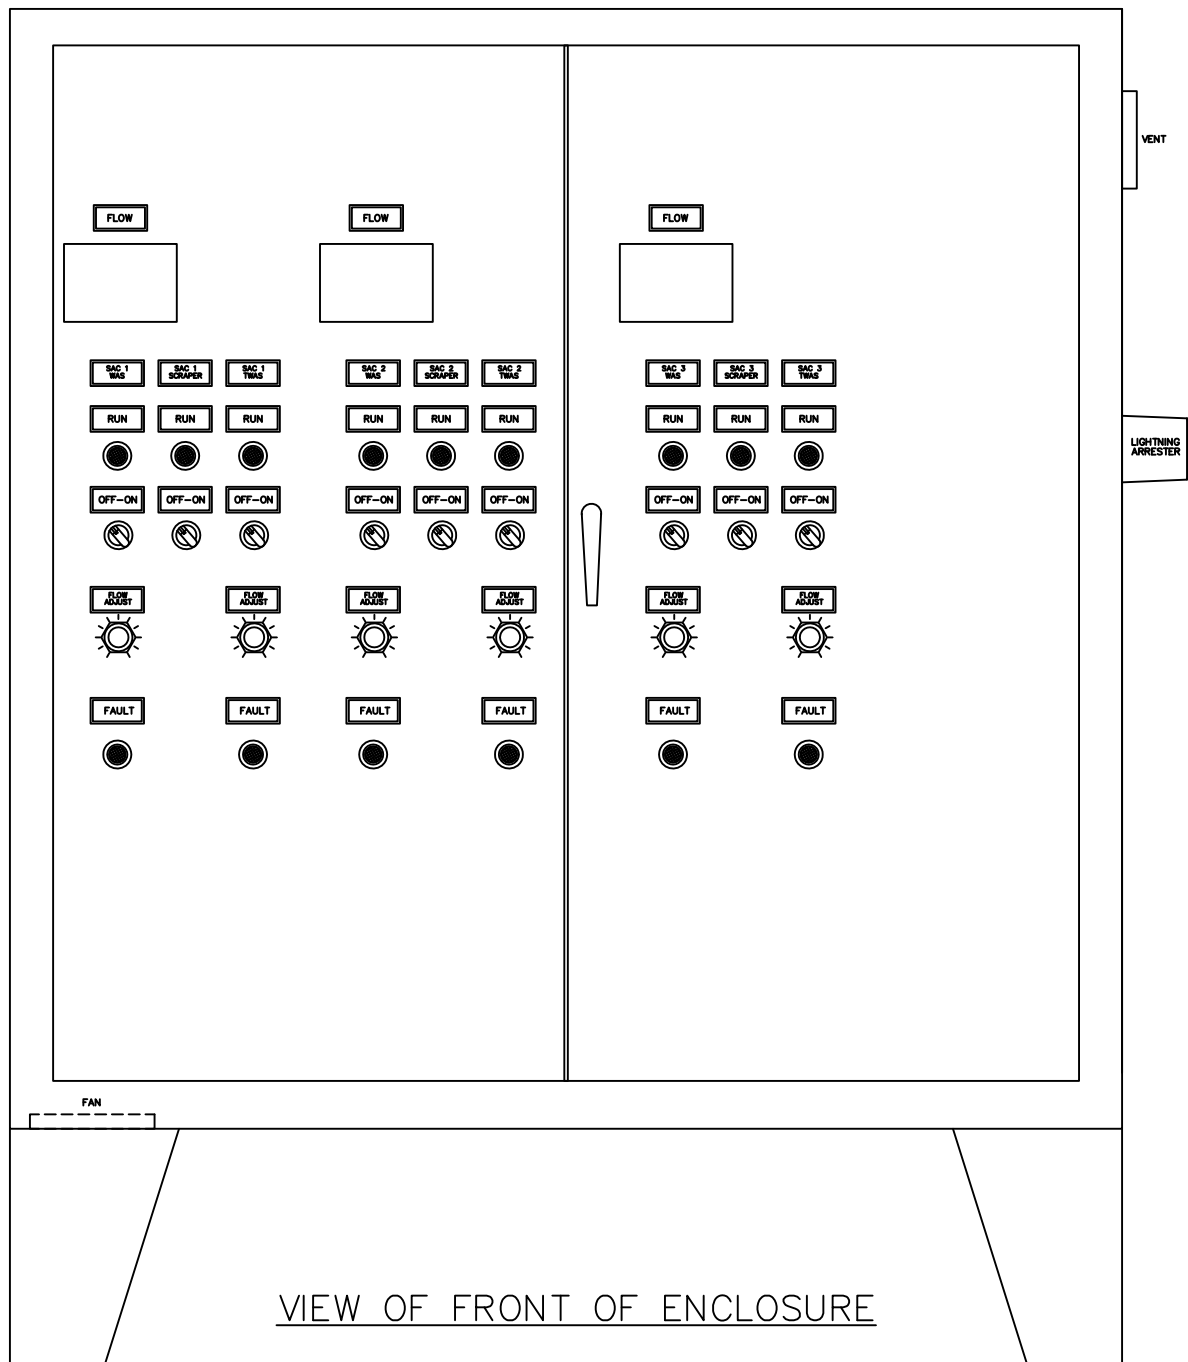 VENT
FLOW FLOW FLOW
SAC 1 WAS
SAC 1 SCRAPER
SAC 1 TWAS
SAC 2 WAS
SAC 2 SCRAPER
SAC 2 TWAS
SAC 3 WAS
SAC 3 SCRAPER
SAC 3 TWAS
RUN RUN RUN RUN RUN RUN RUN RUN RUN
LIGHTNING
ARRESTER
OFF-ON OFF-ON OFF-ON OFF-ON OFF-ON OFF-ON OFF-ON OFF-ON OFF-ON
FLOW FLOW FLOW FLOW FLOW FLOW
ADJUST ADJUST ADJUST ADJUST ADJUST ADJUST
FAULT FAULT FAULT FAULT FAULT FAULT
FAN
VIEW OF FRONT OF ENCLOSURE